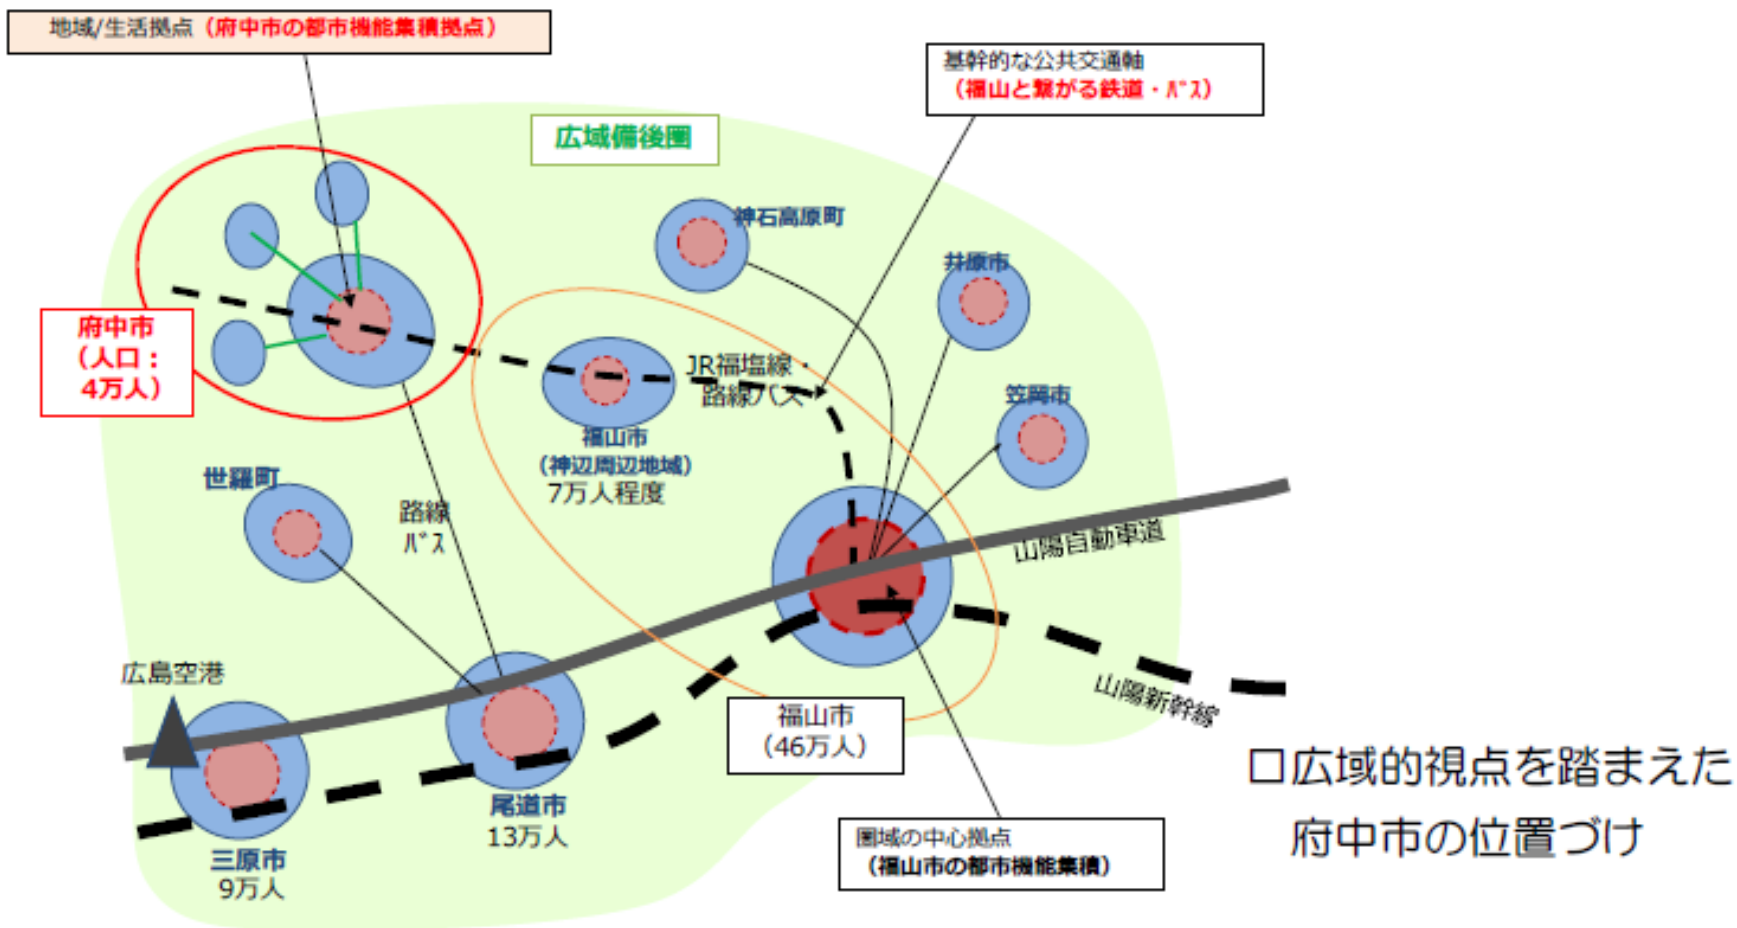 地域/生活拠点（府中市の都市機能集積拠点）
基幹的な公共交通軸
（福山と繋がる鉄道・ﾊﾞｽ）
広域備後圏
神石高原町
井原市
府中市
（人口：
4万人）
JR福塩線・
路線バス
笠岡市
福山市
（神辺周辺地域）
7万人程度
世羅町
路線
ﾊﾞｽ
山陽自動車道
広島空港
山陽新幹線
福山市
（46万人）
尾道市
13万人
三原市
9万人
圏域の中心拠点
（福山市の都市機能集積）
□広域的視点を踏まえた
府中市の位置づけ